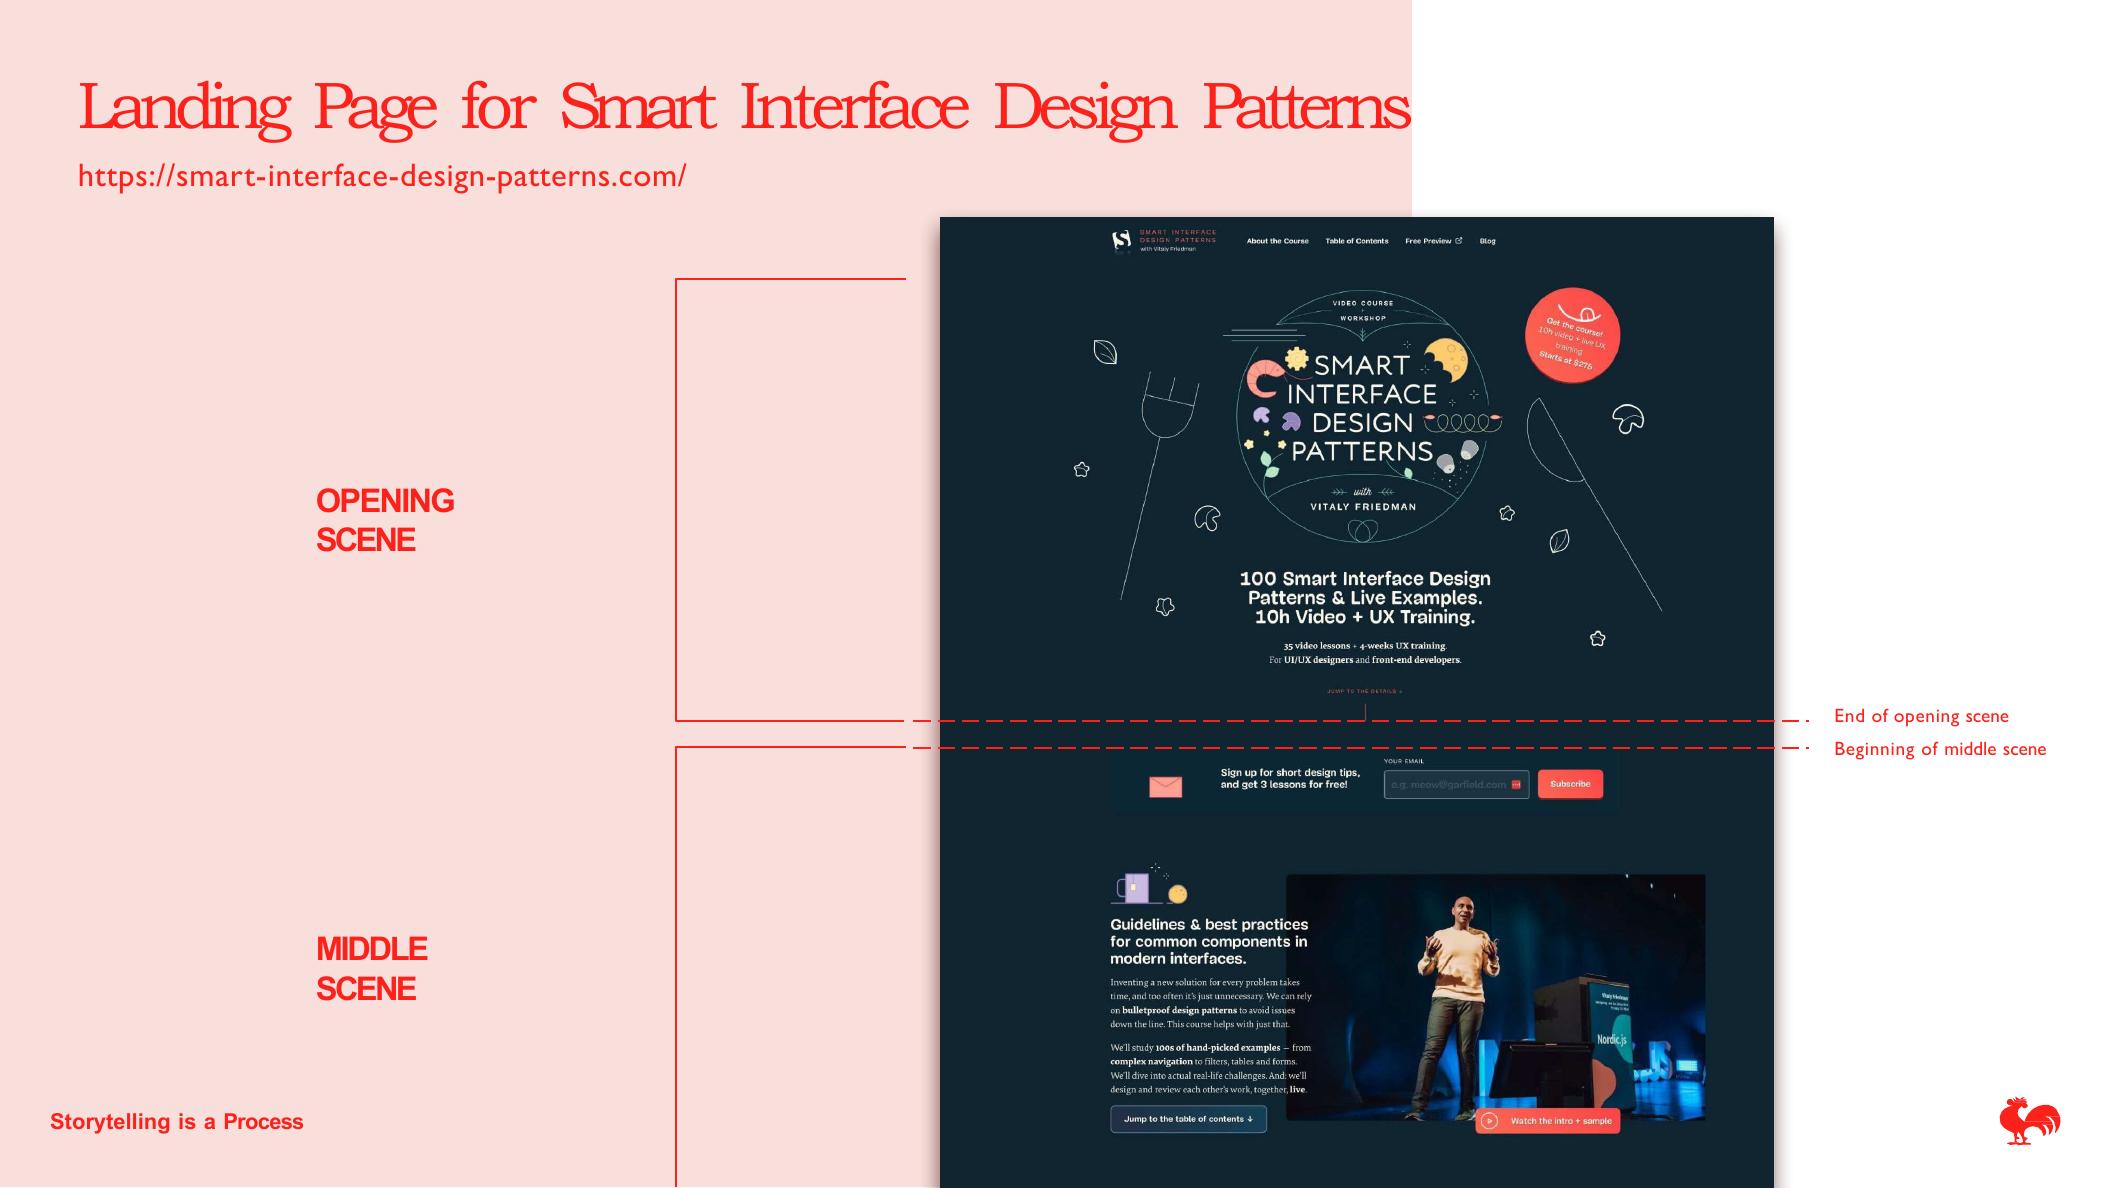 Landing Page for Smart Interface Design Patterns
https://smart-interface-design-patterns.com/
SMART INTERFACE
DESIGN PATTERNS
with Vitaly Friedman
About the Course
Table of Contents
Free Preview
Blog
VIDEO COURSE
WORKSHOP
SMART
INTERFACE
DESIGN
PATTERNS
with
VITALY FRIEDMAN
Get the course!
10h video + live UX
training
Starts at $275
OPENING
SCENE
100 Smart Interface Design
Patterns & Live Examples.
10h Video + UX Training.
35 video lessons + 4-weeks UX training.
For UI/UX designers and front-end developers.
JUMP TO THE DETAILS ↓
End of opening scene
Beginning of middle scene
Sign up for short design tips,
and get 3 lessons for free!
YOUR EMAIL
e.g. meow@garfield.com
Subscribe
MIDDLE
SCENE
Guidelines & best practices
for common components in
modern interfaces.
Inventing a new solution for every problem takes
time, and too often it's just unnecessary. We can rely
on bulletproof design patterns to avoid issues
down the line. This course helps with just that.
We'll study 100s of hand-picked examples – from
complex navigation to filters, tables and forms.
We'll dive into actual real-life challenges. And: we'll
design and review each other's work, together, live.
Jump to the table of contents ↓
Vitaly Friedman
Nordic.js
Watch the intro + sample
Storytelling is a Process